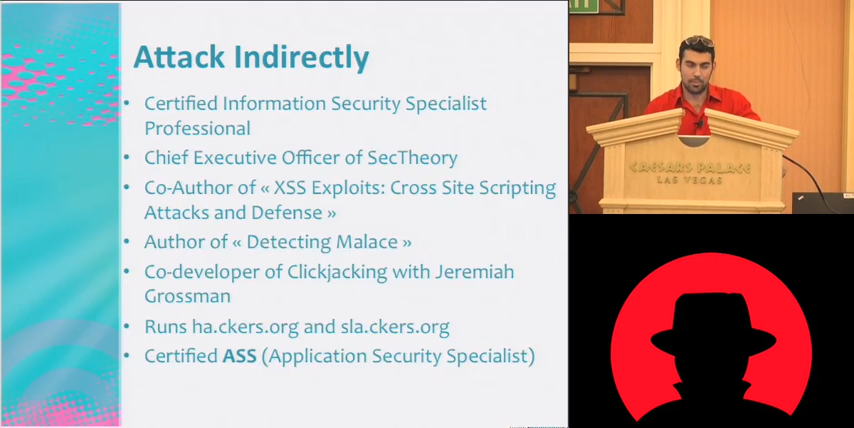 Attack Indirectly
• Certified Information Security Specialist
Professional
• Chief Executive Officer of SecTheory
• Co-Author of « XSS Exploits: Cross Site Scripting
Attacks and Defense »
• Author of « Detecting Malace »
• Co-developer of Clickjacking with Jeremiah
Grossman
• Runs ha.ckers.org and sla.ckers.org
• Certified ASS (Application Security Specialist)
CAESARS PALACE
LAS VEGAS